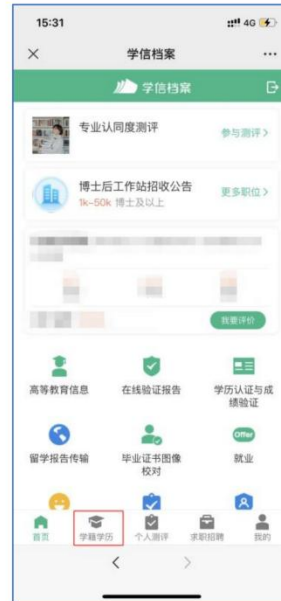 15:31
4G
学信档案
学信档案
专业认同度测评
参与测评>
博士后工作站招收公告
更多职位>
1k-50k 博士及以上
我要评价
高等教育信息
在线验证报告
学历认证与成
绩验证
Offer
留学报告传输
毕业证书图像
校对
就业
首页
学籍学历
个人测评
求职招聘
我的